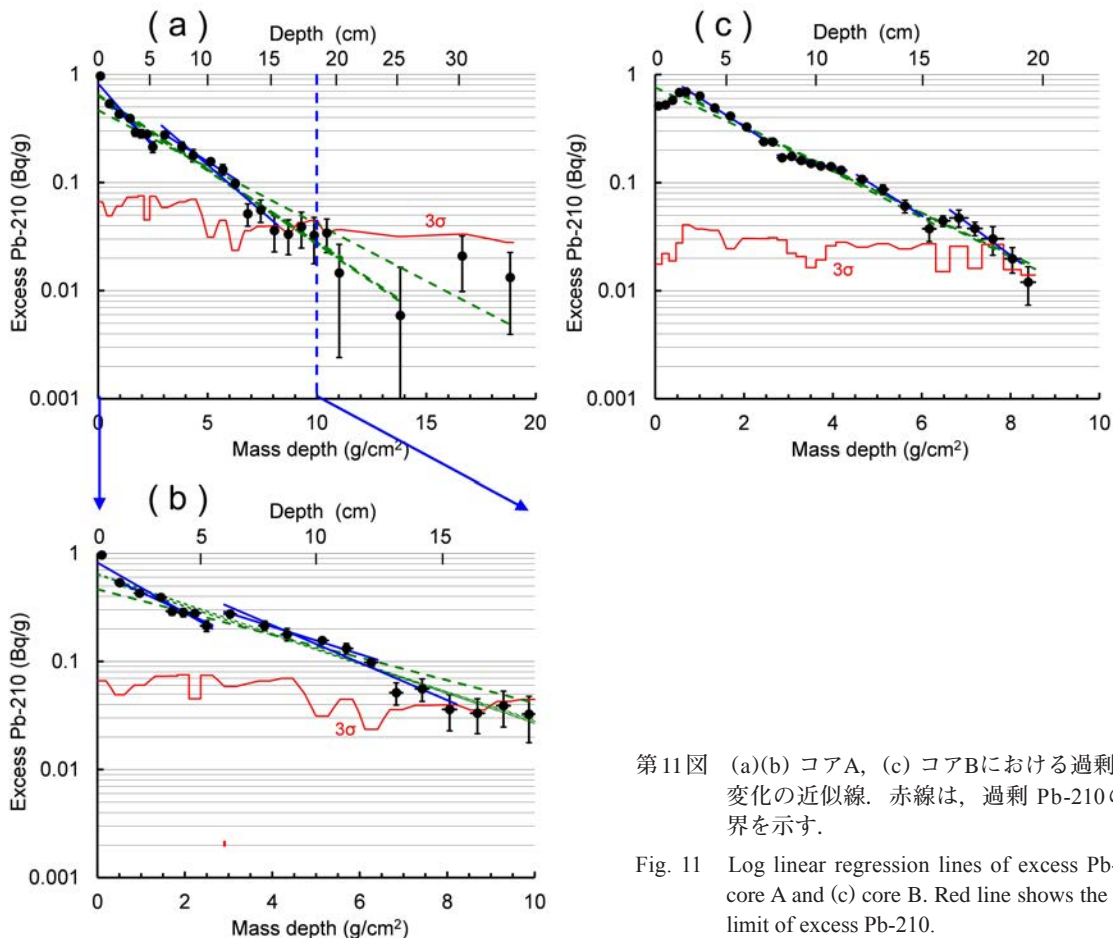 ( a )
Depth (cm)
0 5 10 15 20 25 30
1
0.1
0.01
0.001
Excess Pb-210 (Bq/g)
3σ
0 5 10 15 20
Mass depth (g/cm²)
( c )
Depth (cm)
0 5 10 15 20
1
0.1
0.01
0.001
Excess Pb-210 (Bq/g)
3σ
0 2 4 6 8 10
Mass depth (g/cm²)
( b )
Depth (cm)
0 5 10 15
1
0.1
0.01
0.001
Excess Pb-210 (Bq/g)
3σ
0 2 4 6 8 10
Mass depth (g/cm²)
第11図 (a)(b) コアA,(c) コアBにおける過剰
変化の近似線.赤線は,過剰 Pb-210の
界を示す.
Fig. 11 Log linear regression lines of excess Pb-
core A and (c) core B. Red line shows the
limit of excess Pb-210.